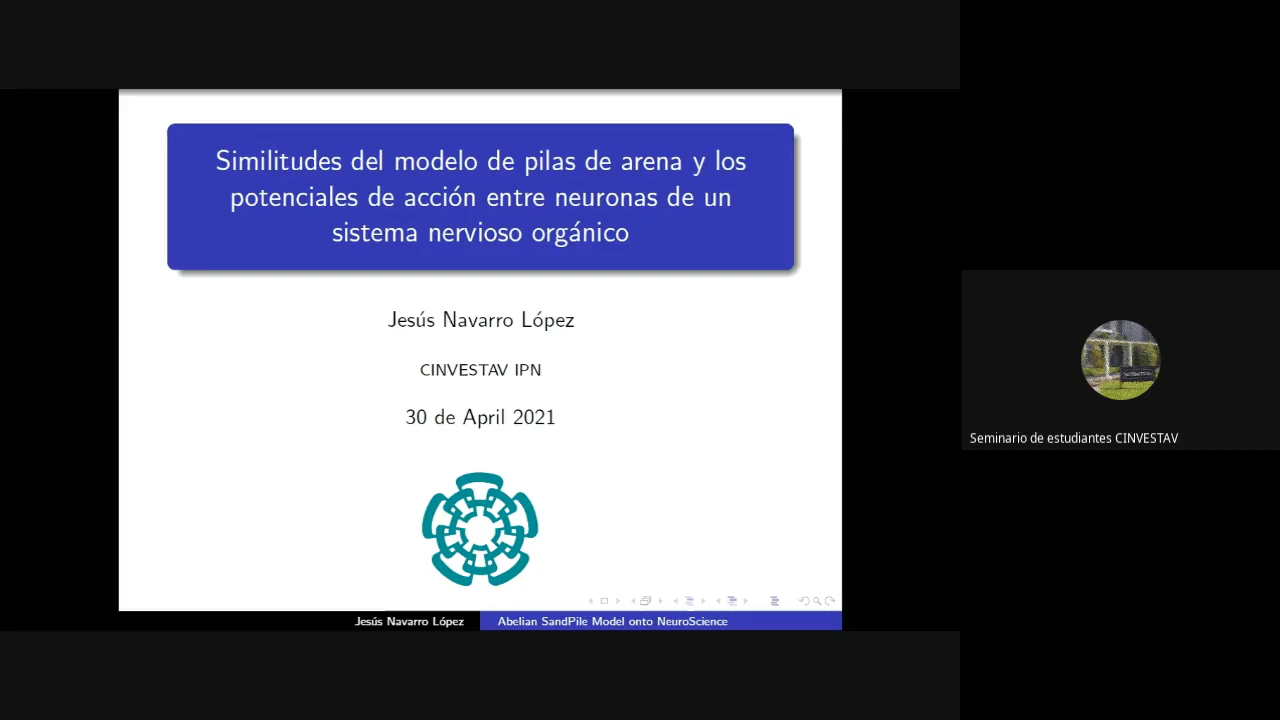 Similitudes del modelo de pilas de arena y los
potenciales de acción entre neuronas de un
sistema nervioso orgánico
Jesús Navarro López
CINVESTAV IPN
30 de April 2021
Jesús Navarro López
Abelian SandPile Model onto NeuroScience
Seminario de estudiantes CINVESTAV